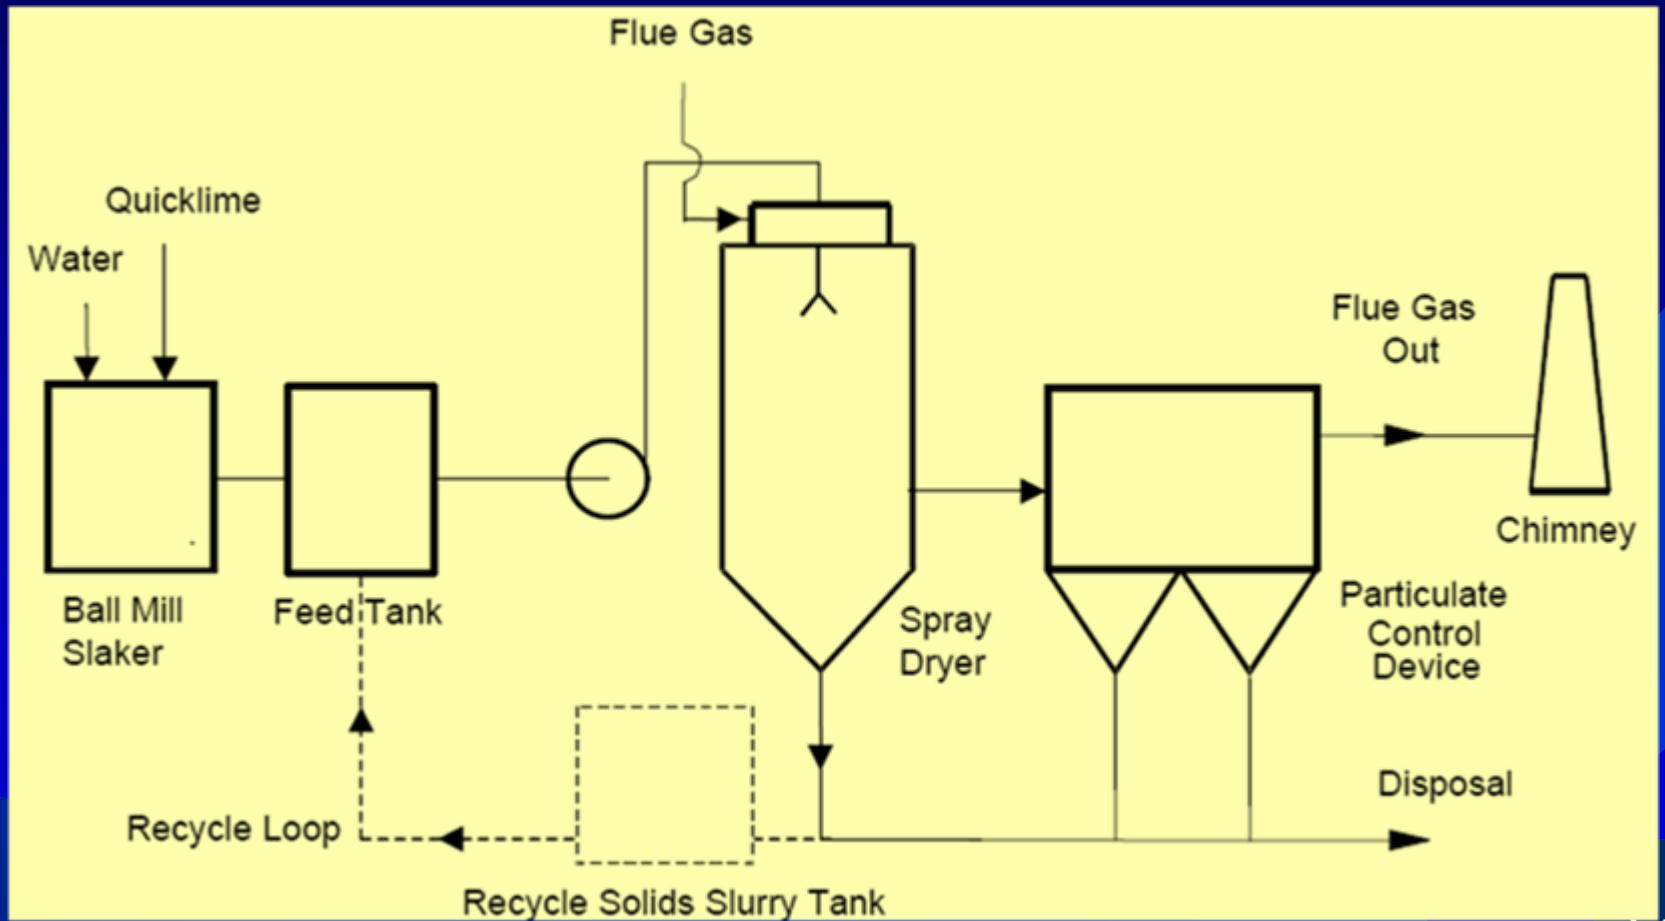 Flue Gas
Quicklime
Water
Flue Gas
Out
Chimney
Ball Mill
Slaker
Feed Tank
Spray
Dryer
Particulate
Control
Device
Disposal
Recycle Loop
Recycle Solids Slurry Tank